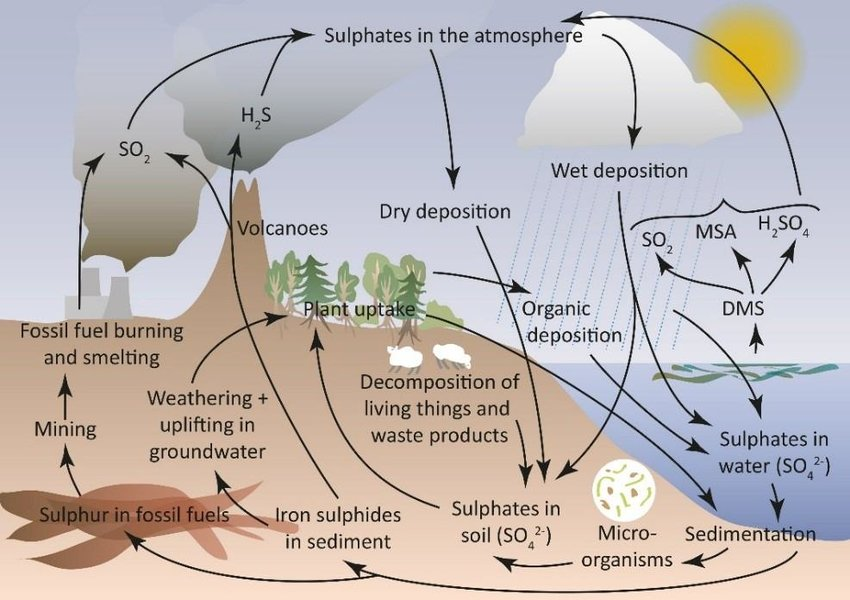 Sulphates in the atmosphere
H₂S
SO₂
Wet deposition
Dry deposition
Volcanoes
SO₂
MSA
H₂SO₄
DMS
Plant uptake
Organic
deposition
Fossil fuel burning
and smelting
Weathering +
uplifting in
groundwater
Decomposition of
living things and
waste products
Mining
Sulphates in
water (SO₄²⁻)
Sulphur in fossil fuels
Iron sulphides
in sediment
Sulphates in
soil (SO₄²⁻)
Micro-
organisms
Sedimentation